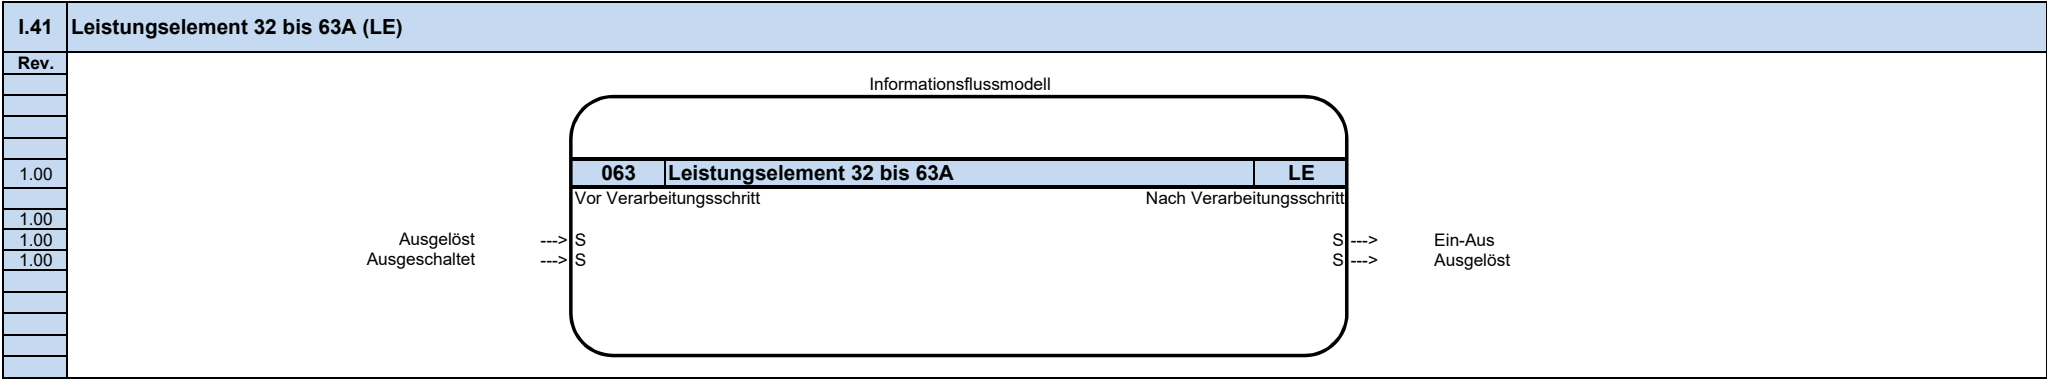 I.41 Leistungselement 32 bis 63A (LE)
Rev.
Informationsflussmodell
1.00 063 Leistungselement 32 bis 63A LE
Vor Verarbeitungsschritt Nach Verarbeitungsschritt
1.00
1.00 Ausgelöst ---> S S ---> Ein-Aus
1.00 Ausgeschaltet ---> S S ---> Ausgelöst